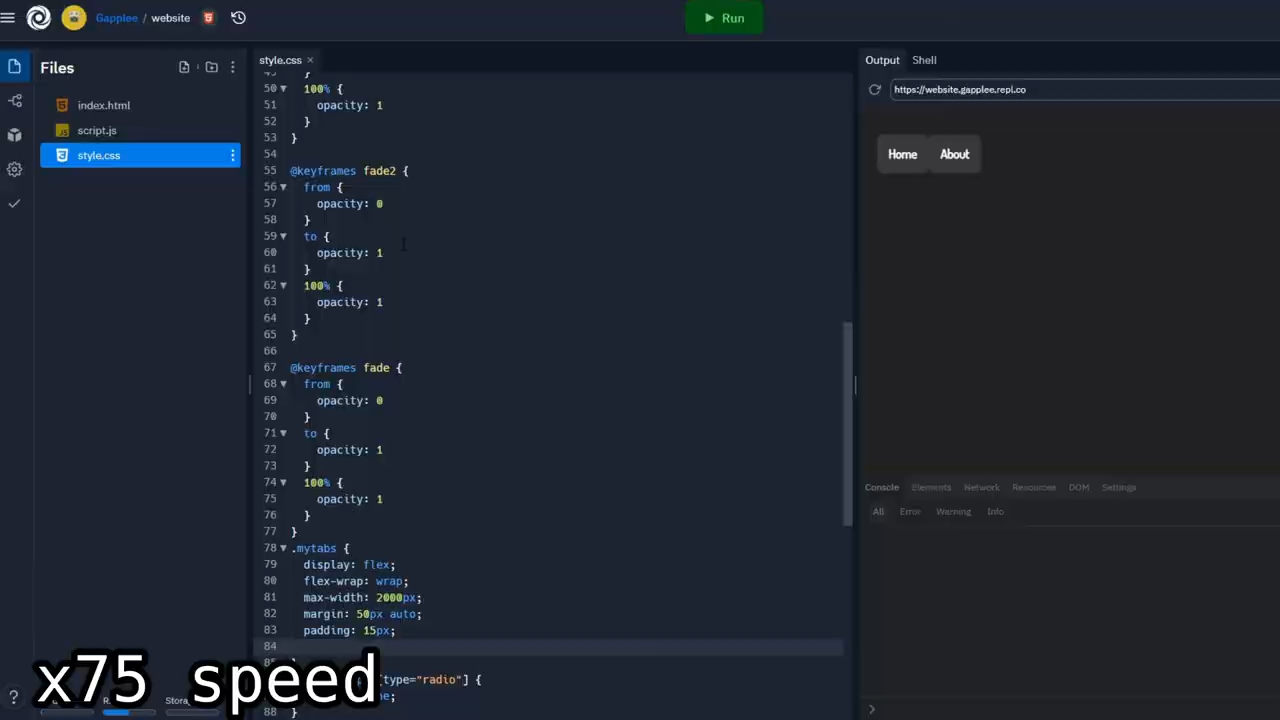 Gapplee / website
Run
Files
index.html
script.js
style.css
style.css ×
50 100% {
51 opacity: 1
52 }
53 }
54
55 @keyframes fade2 {
56 from {
57 opacity: 0
58 }
59 to {
60 opacity: 1
61 }
62 100% {
63 opacity: 1
64 }
65 }
66
67 @keyframes fade {
68 from {
69 opacity: 0
70 }
71 to {
72 opacity: 1
73 }
74 100% {
75 opacity: 1
76 }
77 }
78 .mytabs {
79 display: flex;
80 flex-wrap: wrap;
81 max-width: 2000px;
82 margin: 50px auto;
83 padding: 15px;
84
[type="radio"] {
88 }
Output Shell
https://website.gapplee.repl.co
Home About
Console Elements Network Resources DOM Settings
All Error Warning Info
x75 speed